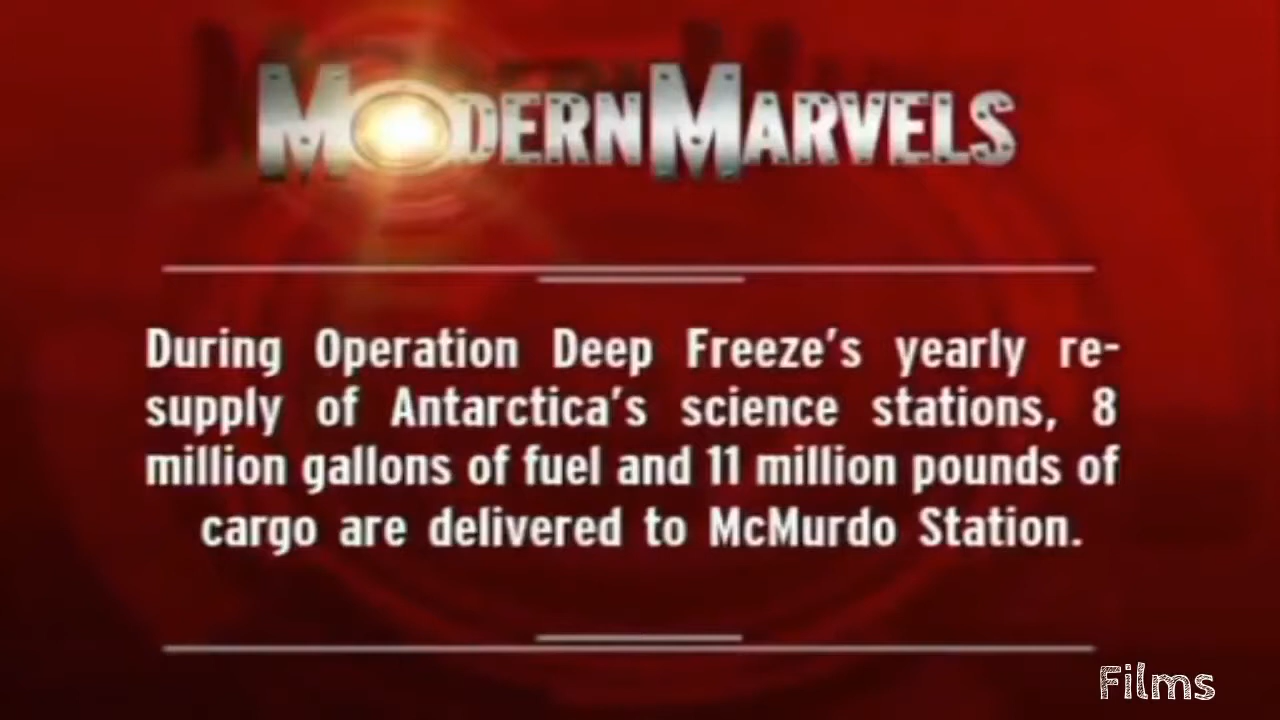 MODERN MARVELS
During Operation Deep Freeze's yearly re-
supply of Antarctica's science stations, 8
million gallons of fuel and 11 million pounds of
cargo are delivered to McMurdo Station.
Films